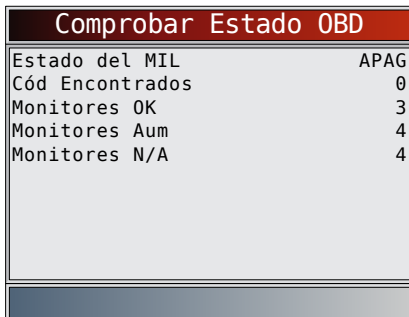 Comprobar Estado OBD
Estado del MIL APAG
Cód Encontrados 0
Monitores OK 3
Monitores Aum 4
Monitores N/A 4